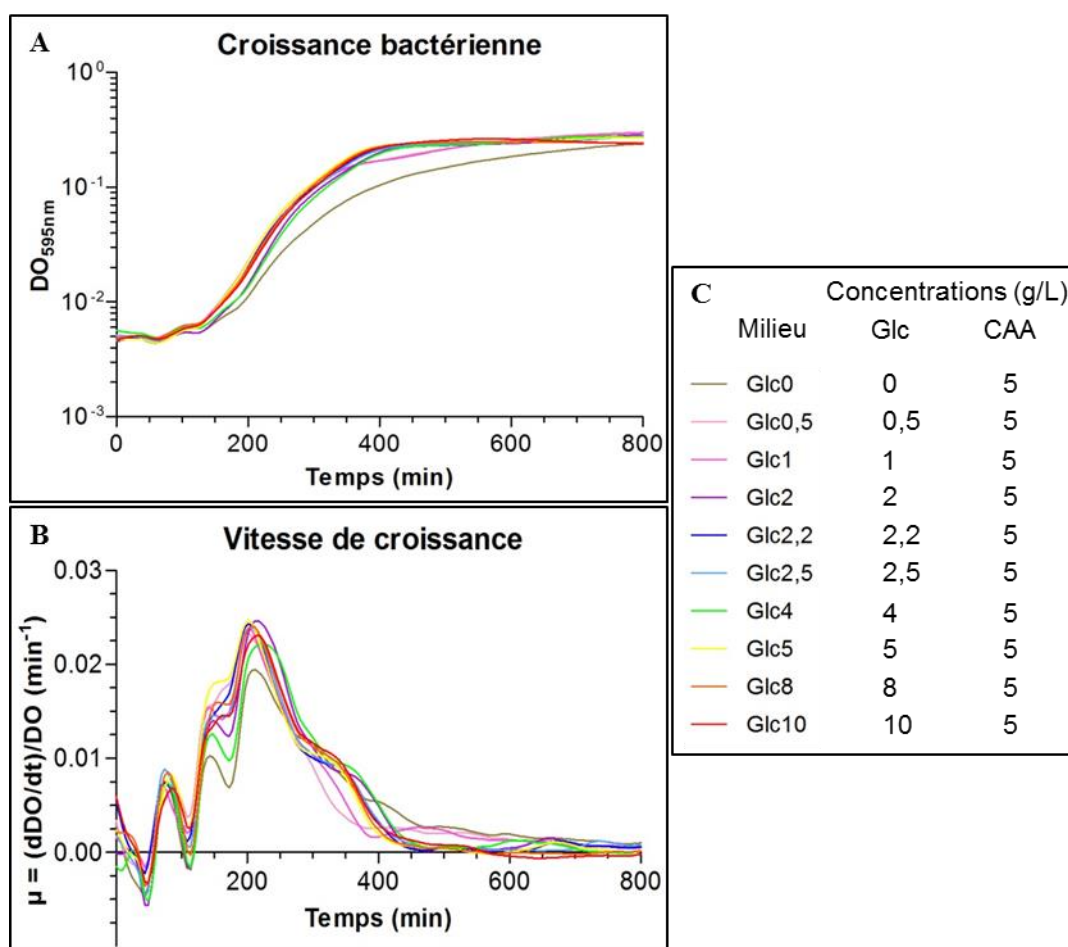 A
Croissance bactérienne
10⁰
10⁻¹
10⁻²
10⁻³
DO₅₉₅nm
0 200 400 600 800
Temps (min)
B
Vitesse de croissance
0.03
0.02
0.01
0.00
µ = (dDO/dt)/DO (min⁻¹)
200 400 600 800
Temps (min)
C Concentrations (g/L)
Milieu Glc CAA
Glc0 0 5
Glc0,5 0,5 5
Glc1 1 5
Glc2 2 5
Glc2,2 2,2 5
Glc2,5 2,5 5
Glc4 4 5
Glc5 5 5
Glc8 8 5
Glc10 10 5